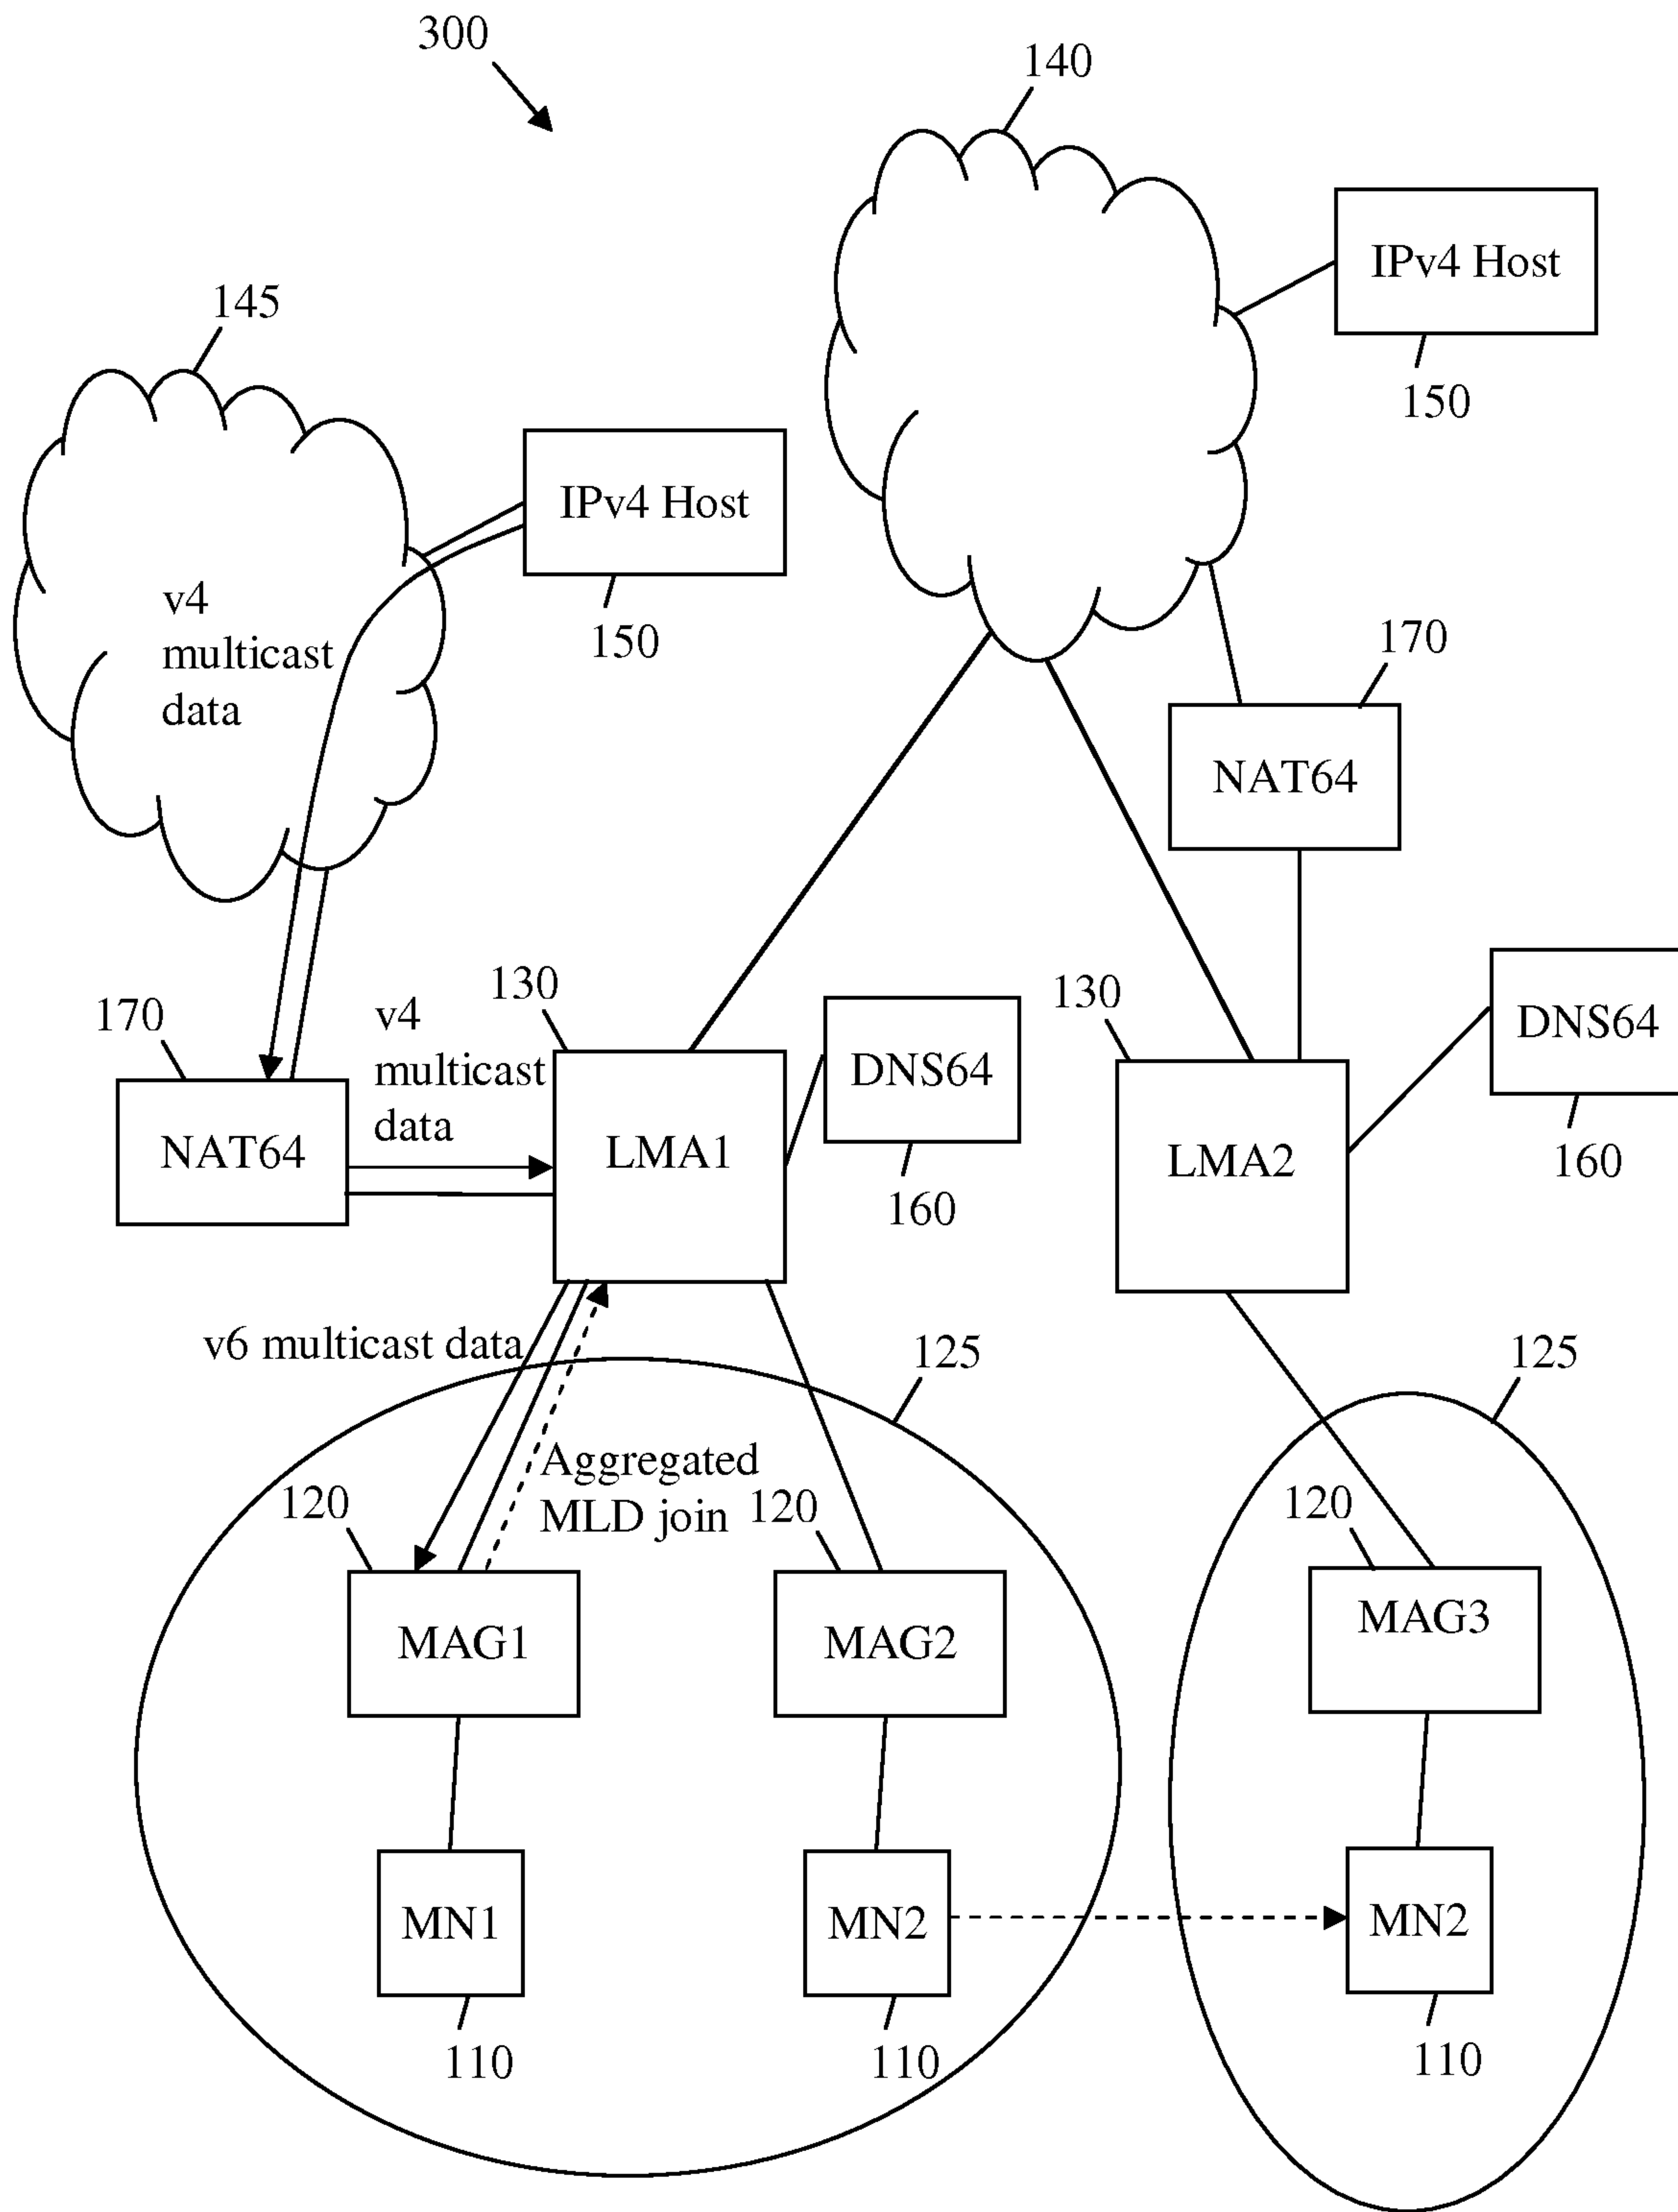 300
140
IPv4 Host
150
145
IPv4 Host
150
v4
multicast
data
170
NAT64
130
v4
multicast
data
170
NAT64
LMA1
DNS64
160
130
LMA2
DNS64
160
v6 multicast data
125
125
Aggregated
MLD join
120
120
120
MAG1
MAG2
MAG3
MN1
MN2
MN2
110
110
110